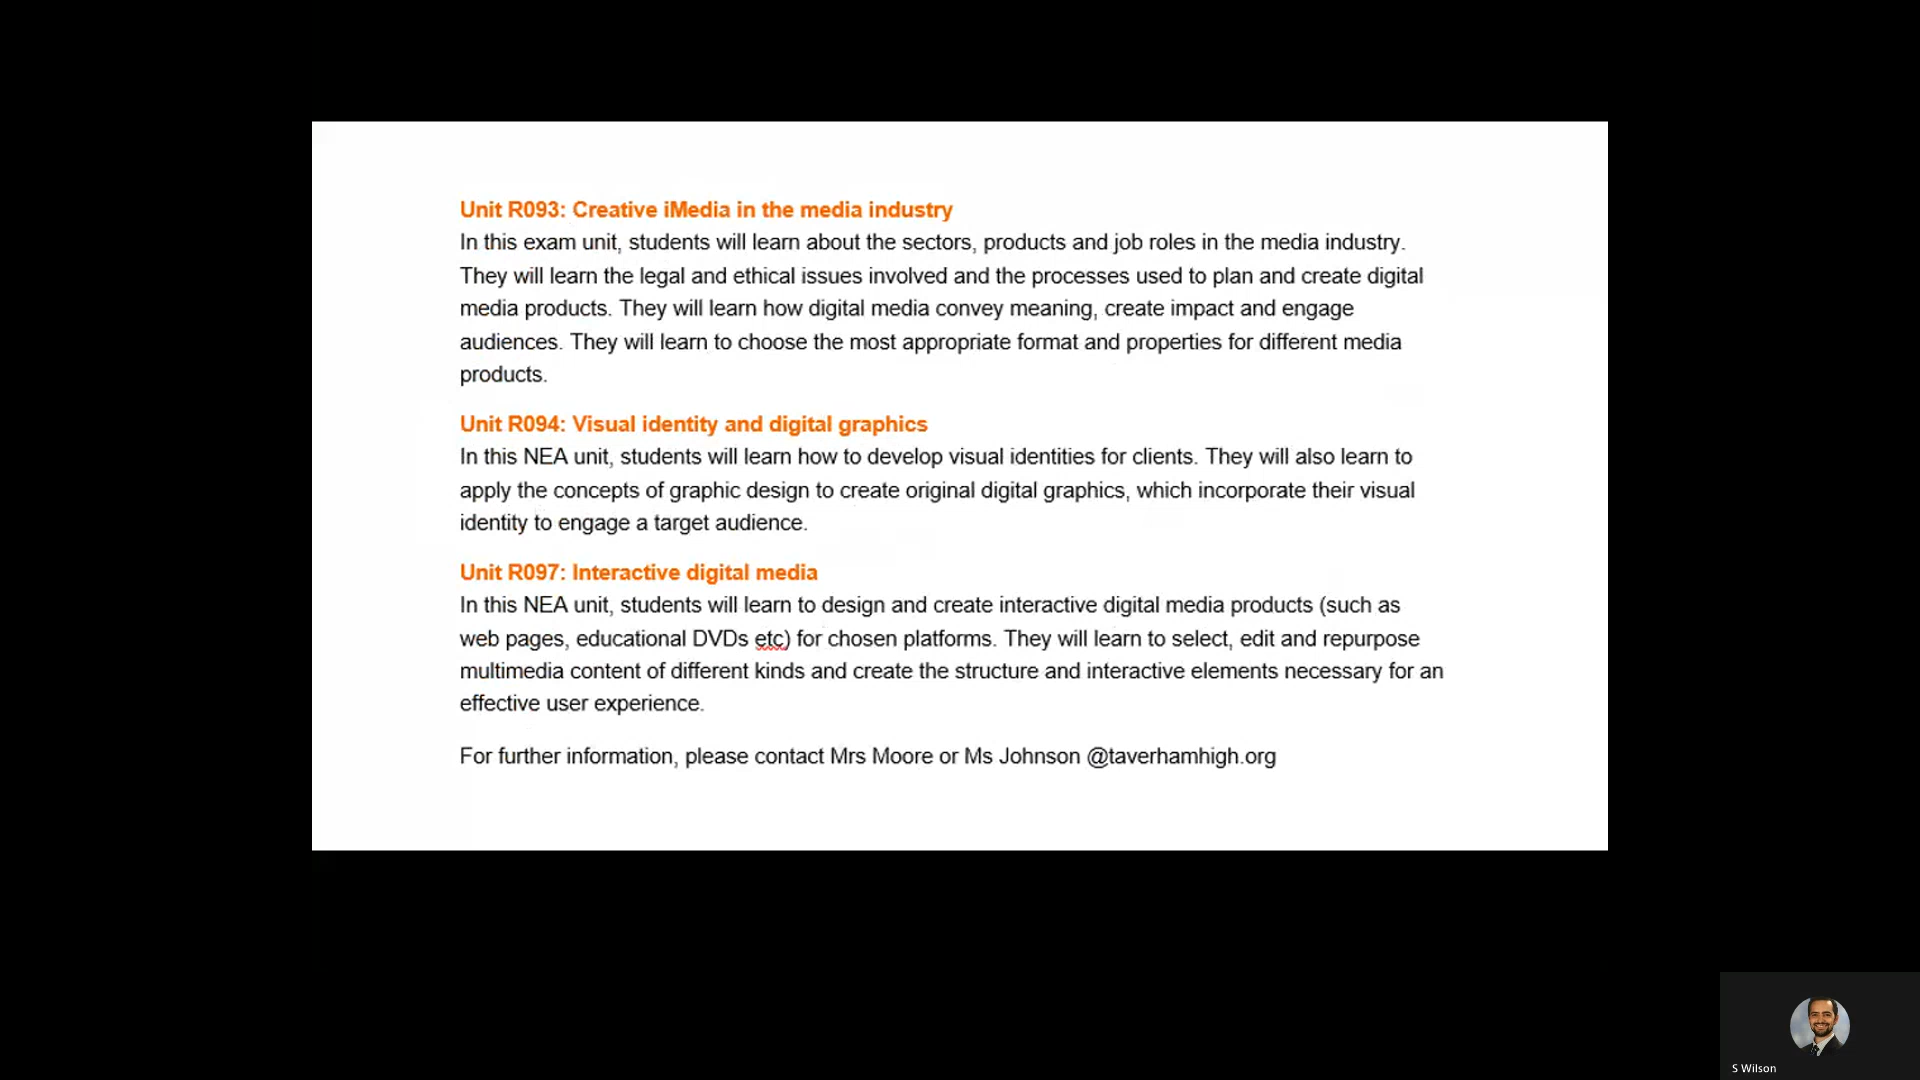 Unit R093: Creative iMedia in the media industry
In this exam unit, students will learn about the sectors, products and job roles in the media industry.
They will learn the legal and ethical issues involved and the processes used to plan and create digital
media products. They will learn how digital media convey meaning, create impact and engage
audiences. They will learn to choose the most appropriate format and properties for different media
products.
Unit R094: Visual identity and digital graphics
In this NEA unit, students will learn how to develop visual identities for clients. They will also learn to
apply the concepts of graphic design to create original digital graphics, which incorporate their visual
identity to engage a target audience.
Unit R097: Interactive digital media
In this NEA unit, students will learn to design and create interactive digital media products (such as
web pages, educational DVDs etc) for chosen platforms. They will learn to select, edit and repurpose
multimedia content of different kinds and create the structure and interactive elements necessary for an
effective user experience.
For further information, please contact Mrs Moore or Ms Johnson @taverhamhigh.org
S Wilson